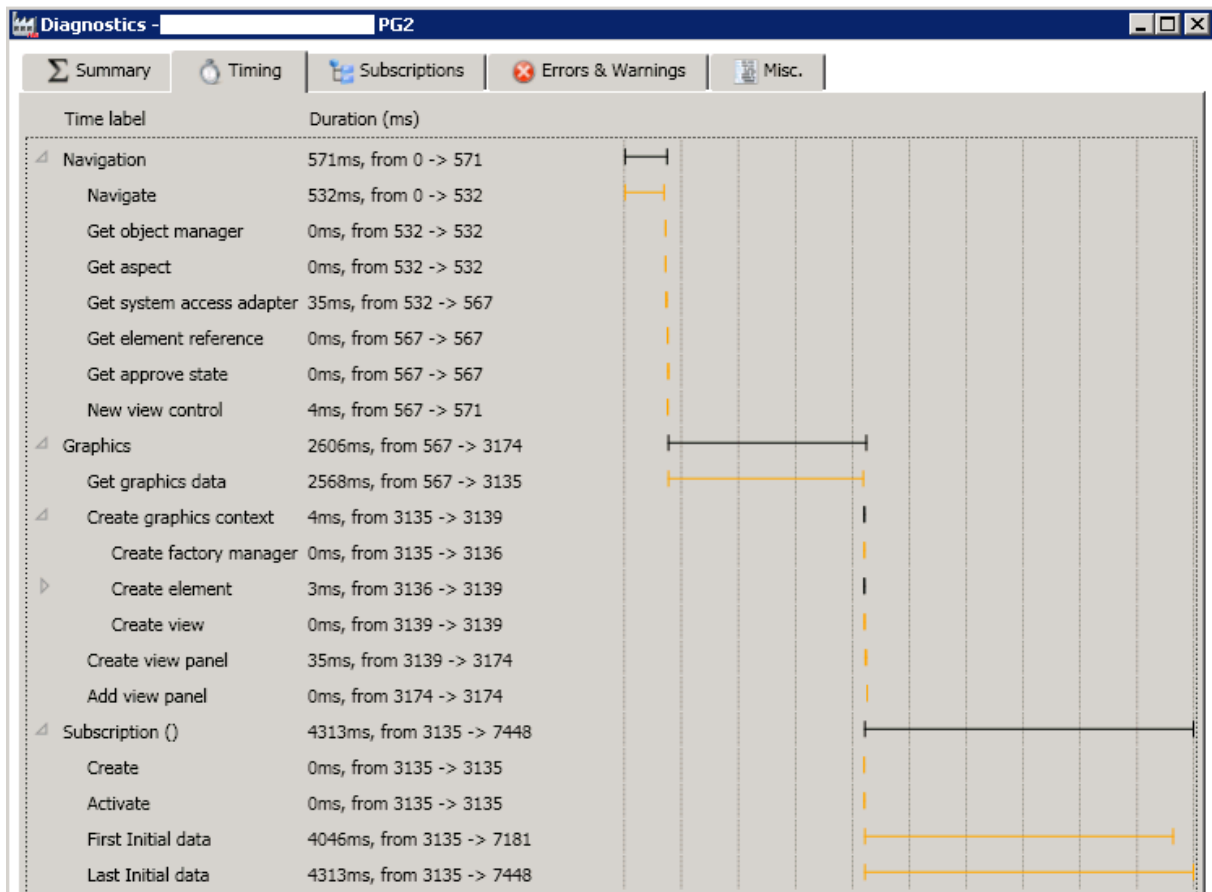 Diagnostics - PG2
Summary Timing Subscriptions Errors & Warnings Misc.
Time label Duration (ms)
Navigation 571ms, from 0 -> 571
Navigate 532ms, from 0 -> 532
Get object manager 0ms, from 532 -> 532
Get aspect 0ms, from 532 -> 532
Get system access adapter 35ms, from 532 -> 567
Get element reference 0ms, from 567 -> 567
Get approve state 0ms, from 567 -> 567
New view control 4ms, from 567 -> 571
Graphics 2606ms, from 567 -> 3174
Get graphics data 2568ms, from 567 -> 3135
Create graphics context 4ms, from 3135 -> 3139
Create factory manager 0ms, from 3135 -> 3136
Create element 3ms, from 3136 -> 3139
Create view 0ms, from 3139 -> 3139
Create view panel 35ms, from 3139 -> 3174
Add view panel 0ms, from 3174 -> 3174
Subscription () 4313ms, from 3135 -> 7448
Create 0ms, from 3135 -> 3135
Activate 0ms, from 3135 -> 3135
First Initial data 4046ms, from 3135 -> 7181
Last Initial data 4313ms, from 3135 -> 7448